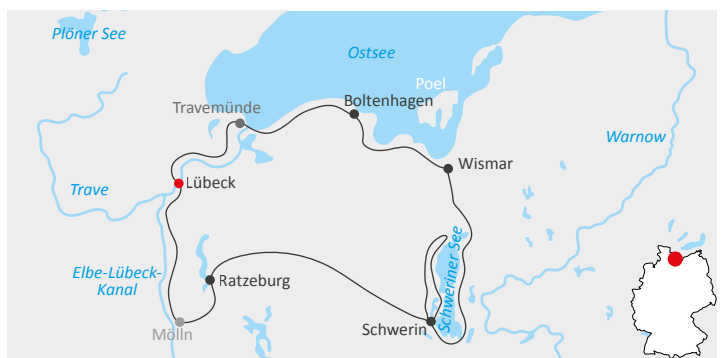 Plöner See
Ostsee
Poel
Boltenhagen
Travemünde
Warnow
Wismar
Lübeck
Trave
Schweriner See
Elbe-Lübeck-
Kanal
Ratzeburg
Schwerin
Mölln